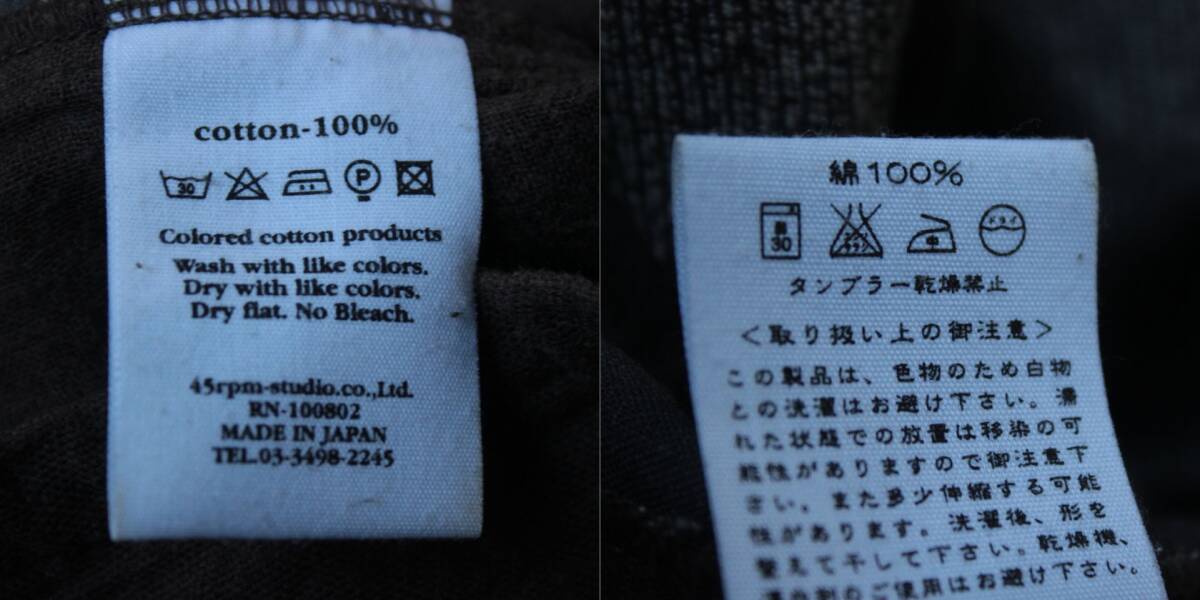 cotton-100%
30
P
Colored cotton products
Wash with like colors.
Dry with like colors.
Dry flat. No Bleach.
45rpm-studio.co.,Ltd.
RN-100802
MADE IN JAPAN
TEL.03-3498-2245
綿100%
30
中
ドライ
タンブラー乾燥禁止
＜取り扱い上の御注意＞
この製品は、色物のため白物
との洗濯はお避け下さい。濡
れた状態での放置は移染の可
能性がありますので御注意下
さい。また多少伸縮する可能
性があります。洗濯後、形を
整えて干して下さい。乾燥機、
のご使用はお避け下さい。